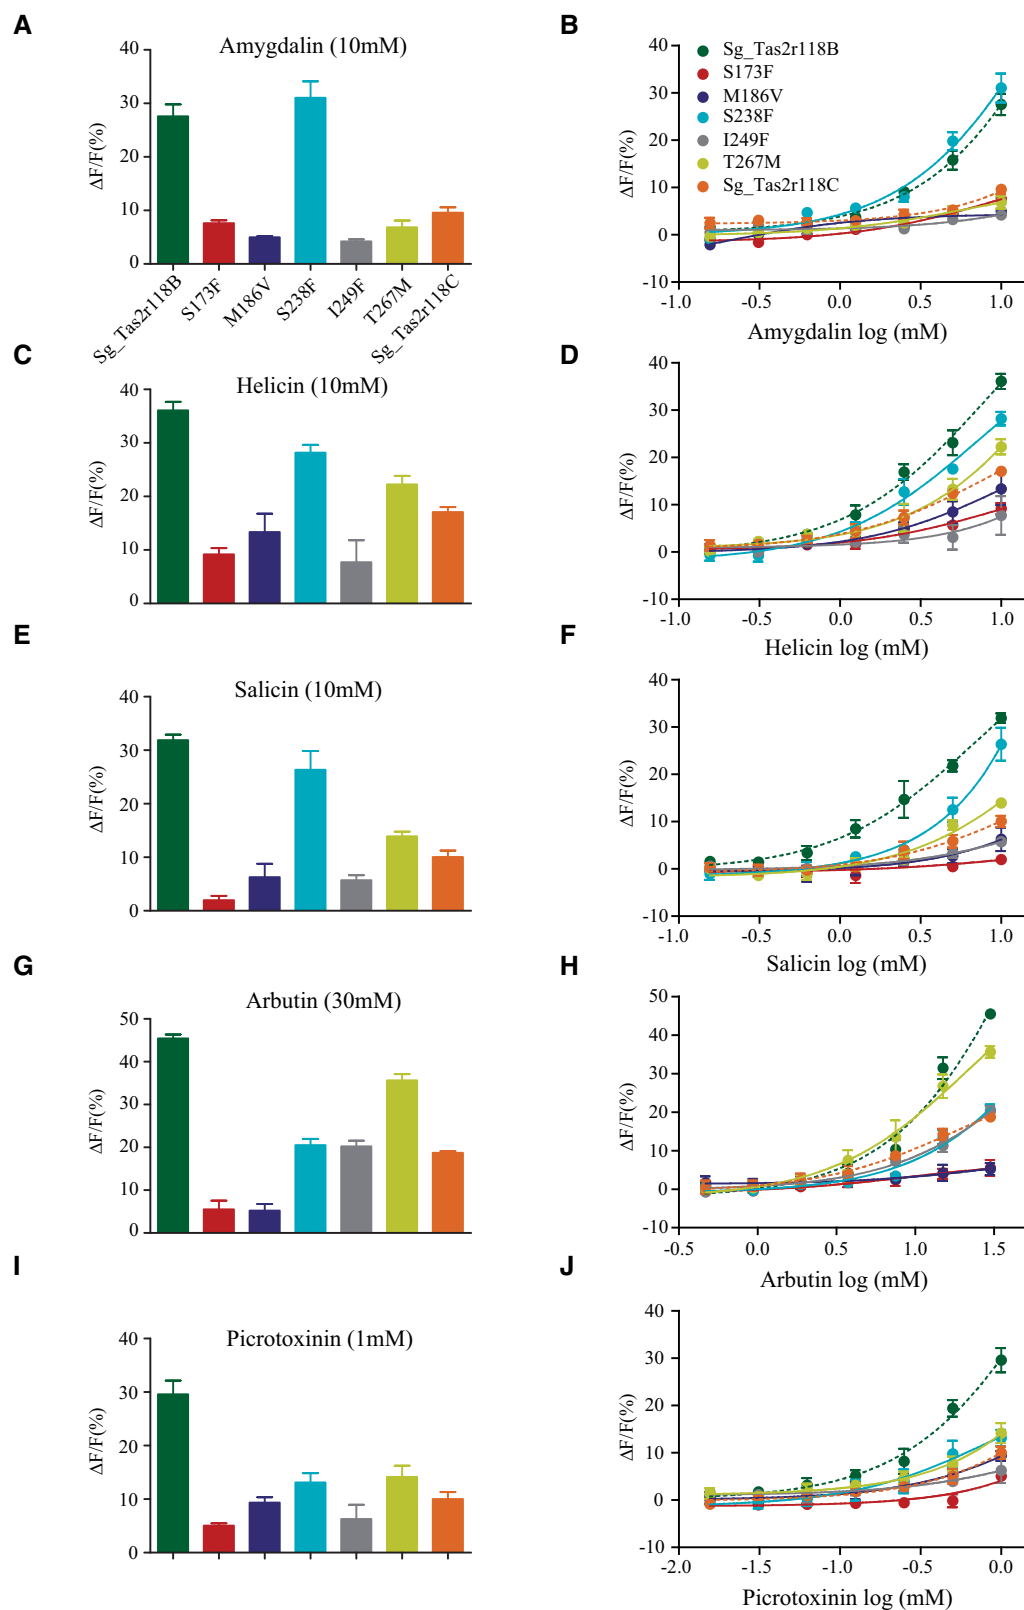 A
Amygdalin (10mM)
ΔF/F(%)
40
30
20
10
0
Sg_Tas2r118B
S173F
M186V
S238F
I249F
T267M
Sg_Tas2r118C
B
Sg_Tas2r118B
S173F
M186V
S238F
I249F
T267M
Sg_Tas2r118C
ΔF/F(%)
40
30
20
10
0
-10
-1.0 -0.5 0.0 0.5 1.0
Amygdalin log (mM)
C
Helicin (10mM)
ΔF/F(%)
40
30
20
10
0
D
ΔF/F(%)
40
30
20
10
0
-10
-1.0 -0.5 0.0 0.5 1.0
Helicin log (mM)
E
Salicin (10mM)
ΔF/F(%)
40
30
20
10
0
F
ΔF/F(%)
40
30
20
10
0
-10
-1.0 -0.5 0.0 0.5 1.0
Salicin log (mM)
G
Arbutin (30mM)
ΔF/F(%)
50
40
30
20
10
0
H
ΔF/F(%)
50
40
30
20
10
0
-10
-0.5 0.0 0.5 1.0 1.5
Arbutin log (mM)
I
Picrotoxinin (1mM)
ΔF/F(%)
40
30
20
10
0
J
ΔF/F(%)
40
30
20
10
0
-10
-2.0 -1.5 -1.0 -0.5 0.0
Picrotoxinin log (mM)